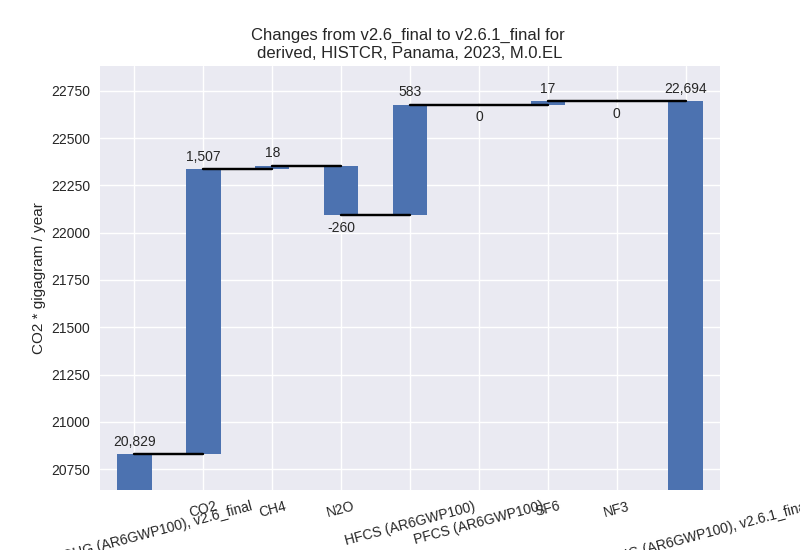 Changes from v2.6_final to v2.6.1_final for
derived, HISTCR, Panama, 2023, M.0.EL
CO2 * gigagram / year
22750
22500
22250
22000
21750
21500
21250
21000
20750
20,829
1,507
18
-260
583
0
17
0
22,694
(AR6GWP100), v2.6_final
CO2
CH4
N2O
HFCS (AR6GWP100)
PFCS (AR6GWP100)
SF6
NF3
(AR6GWP100), v2.6.1_fina